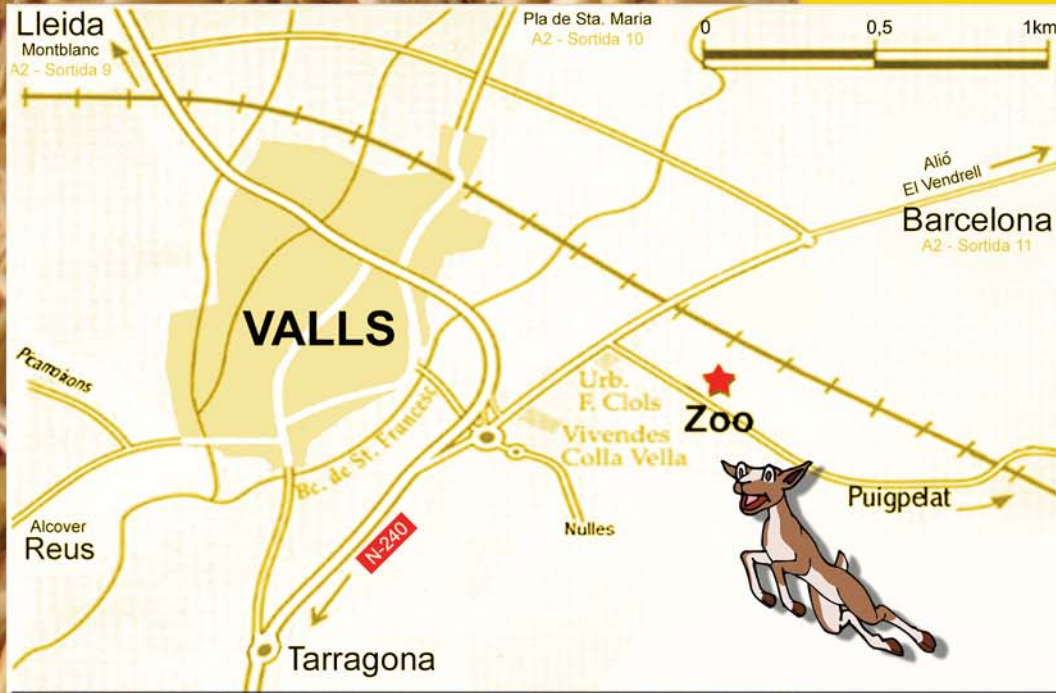 Lleida
Montblanc
A2 - Sortida 9
Pla de Sta. Maria
A2 - Sortida 10
0 0,5 1km
Alió
El Vendrell
Barcelona
A2 - Sortida 11
VALLS
Picamoixons
Urb.
F. Clols
Zoo
Vivendes
Colla Vella
Bc. de St. Francesc
Puigpelat
Alcover
Reus
Nulles
N-240
Tarragona